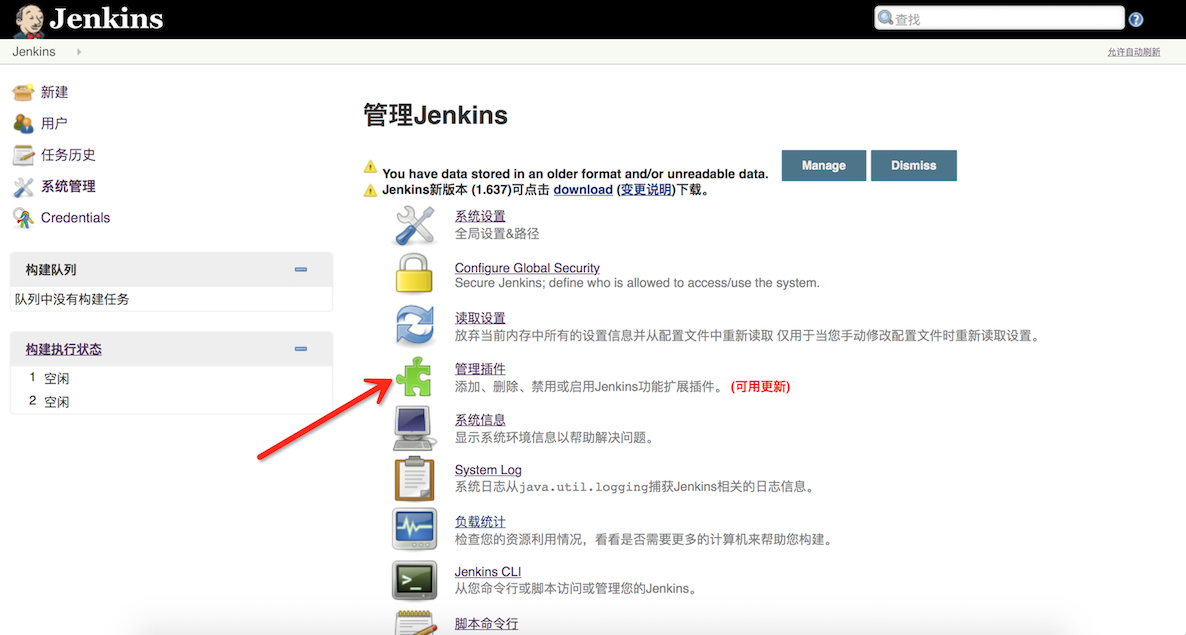 Jenkins
查找
Jenkins
允许自动刷新
新建
用户
任务历史
系统管理
Credentials
构建队列
队列中没有构建任务
构建执行状态
1 空闲
2 空闲
管理Jenkins
You have data stored in an older format and/or unreadable data.
Manage
Dismiss
Jenkins新版本 (1.637)可点击 download (变更说明)下载。
系统设置
全局设置&路径
Configure Global Security
Secure Jenkins; define who is allowed to access/use the system.
读取设置
放弃当前内存中所有的设置信息并从配置文件中重新读取 仅用于当您手动修改配置文件时重新读取设置。
管理插件
添加、删除、禁用或启用Jenkins功能扩展插件。 (可用更新)
系统信息
显示系统环境信息以帮助解决问题。
System Log
系统日志从java.util.logging捕获Jenkins相关的日志信息。
负载统计
检查您的资源利用情况，看看是否需要更多的计算机来帮助您构建。
Jenkins CLI
从您命令行或脚本访问或管理您的Jenkins。
脚本命令行